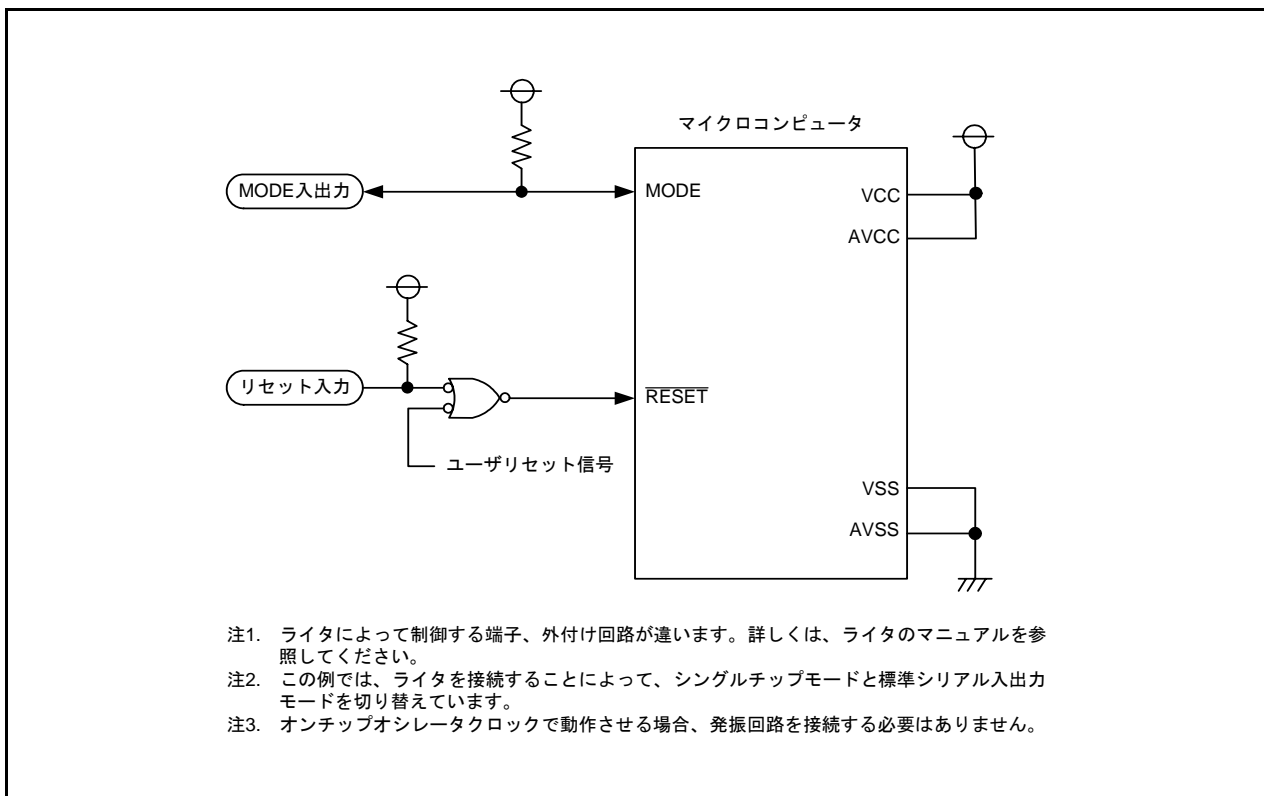 マイクロコンピュータ
MODE入出力
MODE
VCC
AVCC
リセット入力
RESET
ユーザリセット信号
VSS
AVSS
注1. ライタによって制御する端子、外付け回路が違います。詳しくは、ライタのマニュアルを参
照してください。
注2. この例では、ライタを接続することによって、シングルチップモードと標準シリアル入出力
モードを切り替えています。
注3. オンチップオシレータクロックで動作させる場合、発振回路を接続する必要はありません。